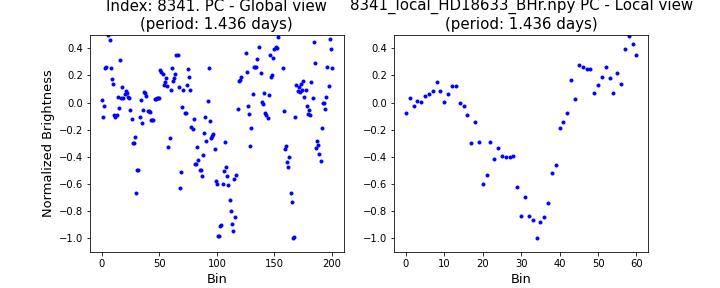 Index: 8341. PC - Global view
(period: 1.436 days)
8341_local_HD18633_BHr.npy PC - Local view
(period: 1.436 days)
Normalized Brightness
0.4
0.2
0.0
−0.2
−0.4
−0.6
−0.8
−1.0
0 50 100 150 200
Bin
0.4
0.2
0.0
−0.2
−0.4
−0.6
−0.8
−1.0
0 10 20 30 40 50 60
Bin